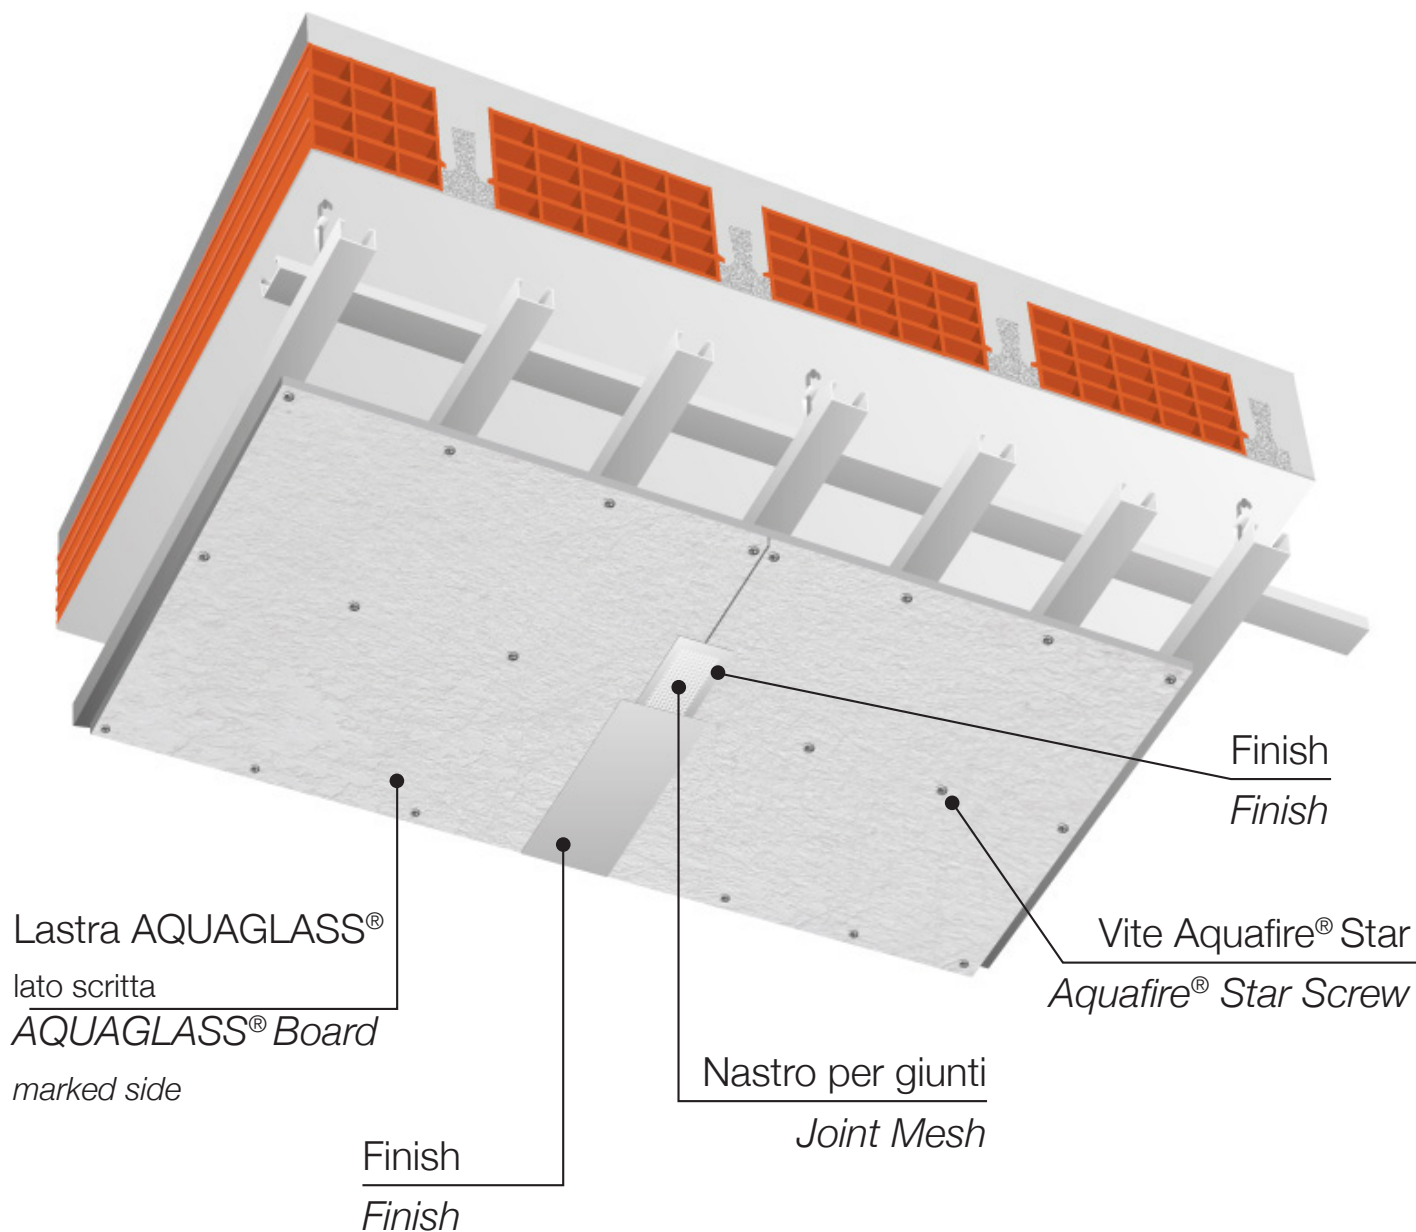 Finish
Finish
Lastra AQUAGLASS®
lato scritta
AQUAGLASS® Board
marked side
Vite Aquafire® Star
Aquafire® Star Screw
Nastro per giunti
Joint Mesh
Finish
Finish